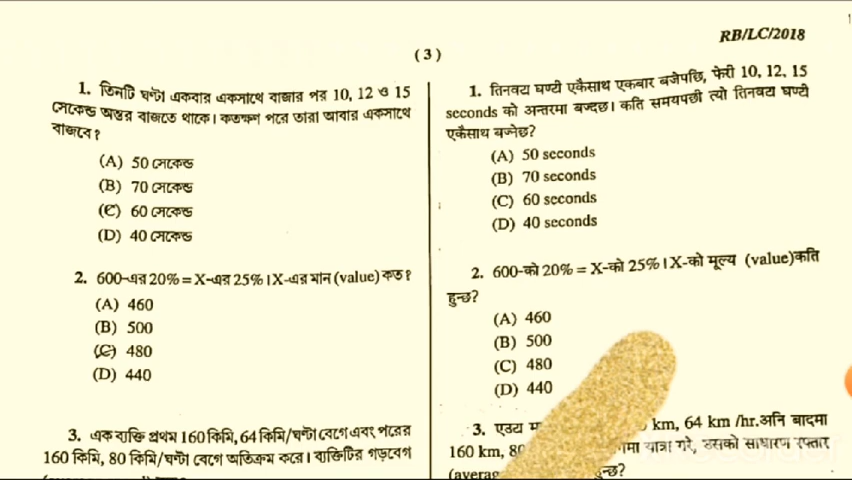 RB/LC/2018
(3)
1. তিনটি ঘণ্টা একবার একসাথে বাজার পর 10, 12 ও 15
সেকেন্ড অন্তর বাজতে থাকে। কতক্ষণ পরে তারা আবার একসাথে
বাজবে?
(A) 50 সেকেন্ড
(B) 70 সেকেন্ড
(C) 60 সেকেন্ড
(D) 40 সেকেন্ড
2. 600-এর 20% = X-এর 25% । X-এর মান (value) কত?
(A) 460
(B) 500
(C) 480
(D) 440
3. এক ব্যক্তি প্রথম 160 কিমি, 64 কিমি/ঘণ্টা বেগে এবং পরের
160 কিমি, 80 কিমি/ঘণ্টা বেগে অতিক্রম করে। ব্যক্তিটির গড়বেগ
1. तिनवटा घण्टी एकैसाथ एकबार बजेपछि, फेरी 10, 12, 15
seconds को अन्तरमा बज्दछ। कति समयपछी त्यो तिनवटा घण्टी
एकैसाथ बज्नेछ?
(A) 50 seconds
(B) 70 seconds
(C) 60 seconds
(D) 40 seconds
2. 600-को 20% = X-को 25% । X-को मूल्य (value)कति
हुन्छ?
(A) 460
(B) 500
(C) 480
(D) 440
3. एउटा km, 64 km /hr.अनि बादमा
160 km, 80 यात्रा गरे, उसको साधारण रफ्तार